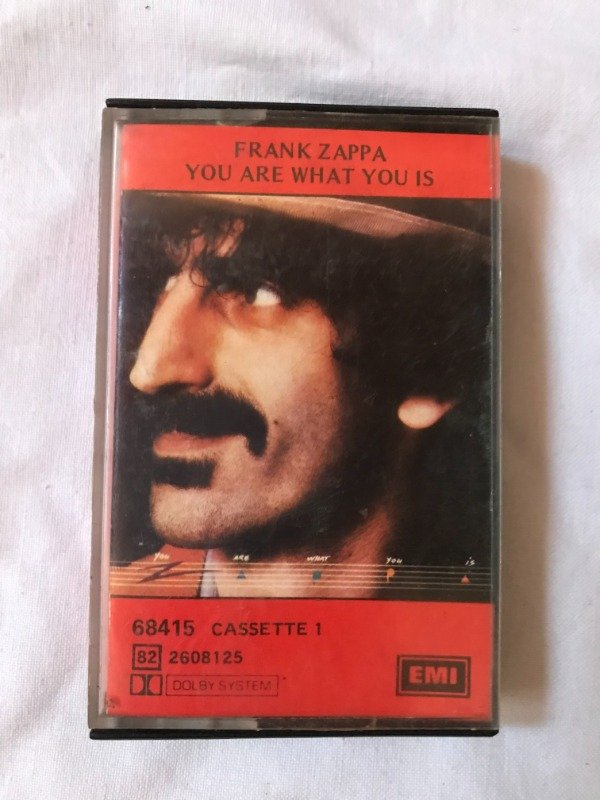 FRANK ZAPPA
YOU ARE WHAT YOU IS
YOU ARE WHAT YOU IS
68415 CASSETTE 1
82 2608125
DOLBY SYSTEM
EMI